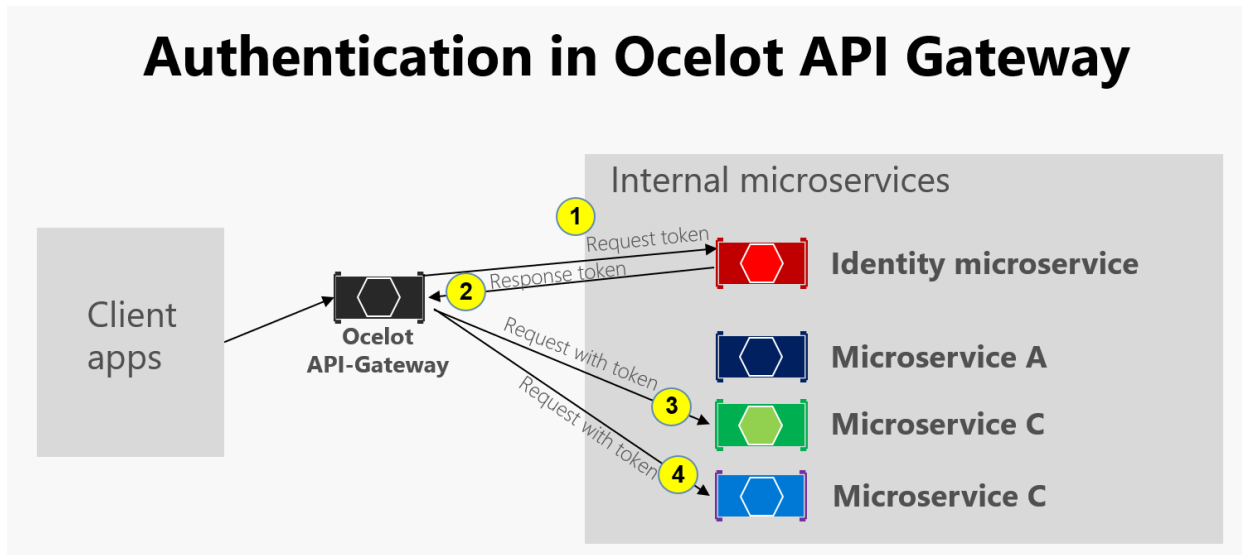 Authentication in Ocelot API Gateway
Internal microservices
1
Request token
Identity microservice
2
Response token
Client
apps
Ocelot
API-Gateway
Request with token
3
Request with token
4
Microservice A
Microservice C
Microservice C